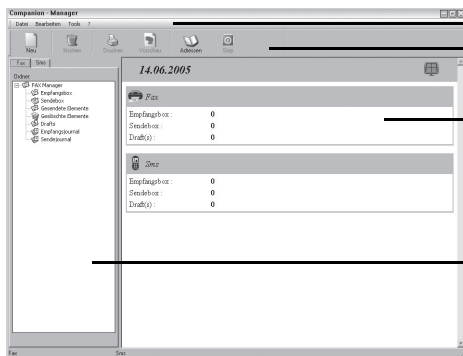 Companion - Manager
Datei Bearbeiten Tools ?
Neu löschen Drucken Vorschau Adressen Stop
Fax Sms
Ordner
FAX Manager
Empfangsbox
Sendebox
Gesendete Elemente
Gelöschte Elemente
Drafts
Empfangsjournal
Sendejournal
14.06.2005
Fax
Empfangsbox : 0
Sendebox : 0
Draft(s) : 0
Sms
Empfangsbox : 0
Sendebox : 0
Draft(s) : 0
Fax Sms